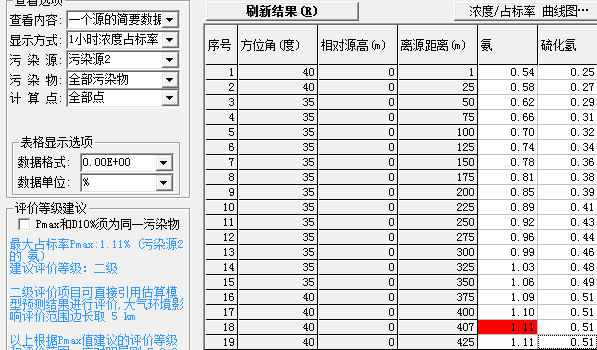 查看选项
查看内容: 一个源的简要数据
显示方式: 1小时浓度占标率
污 染 源: 污染源2
污 染 物: 全部污染物
计 算 点: 全部点
表格显示选项
数据格式: 0.00E+00
数据单位: %
评价等级建议
Pmax和D10%须为同一污染物
最大占标率Pmax:1.11% (污染源2
的 氨)
建议评价等级: 二级
二级评价项目可直接引用估算模
型预测结果进行评价,大气环境影
响评价范围边长取 5 km
以上根据Pmax值建议的评价等级
刷新结果(R) 浓度/占标率 曲线图…
序号 方位角(度) 相对源高(m) 离源距离(m) 氨 硫化氢
1 40 0 1 0.54 0.25
2 40 0 25 0.58 0.27
3 35 0 50 0.62 0.29
4 35 0 75 0.66 0.31
5 35 0 100 0.70 0.32
6 35 0 125 0.74 0.34
7 35 0 150 0.78 0.36
8 35 0 175 0.81 0.38
9 35 0 200 0.85 0.39
10 35 0 225 0.89 0.41
11 35 0 250 0.92 0.43
12 35 0 275 0.96 0.44
13 35 0 300 0.99 0.46
14 35 0 325 1.03 0.48
15 35 0 350 1.06 0.49
16 40 0 375 1.09 0.51
17 40 0 400 1.10 0.51
18 40 0 407 1.11 0.51
19 40 0 425 1.11 0.51